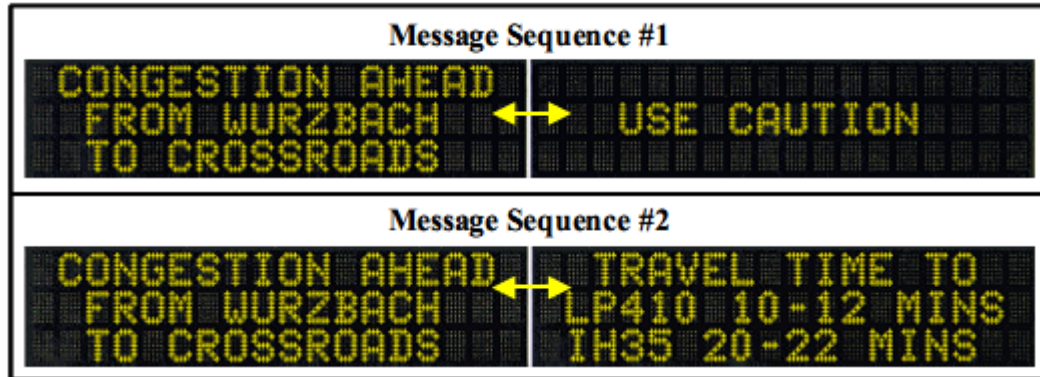 Message Sequence #1
CONGESTION AHEAD
FROM WURZBACH
TO CROSSROADS
USE CAUTION
Message Sequence #2
CONGESTION AHEAD
FROM WURZBACH
TO CROSSROADS
TRAVEL TIME TO
LP410 10-12 MINS
IH35 20-22 MINS